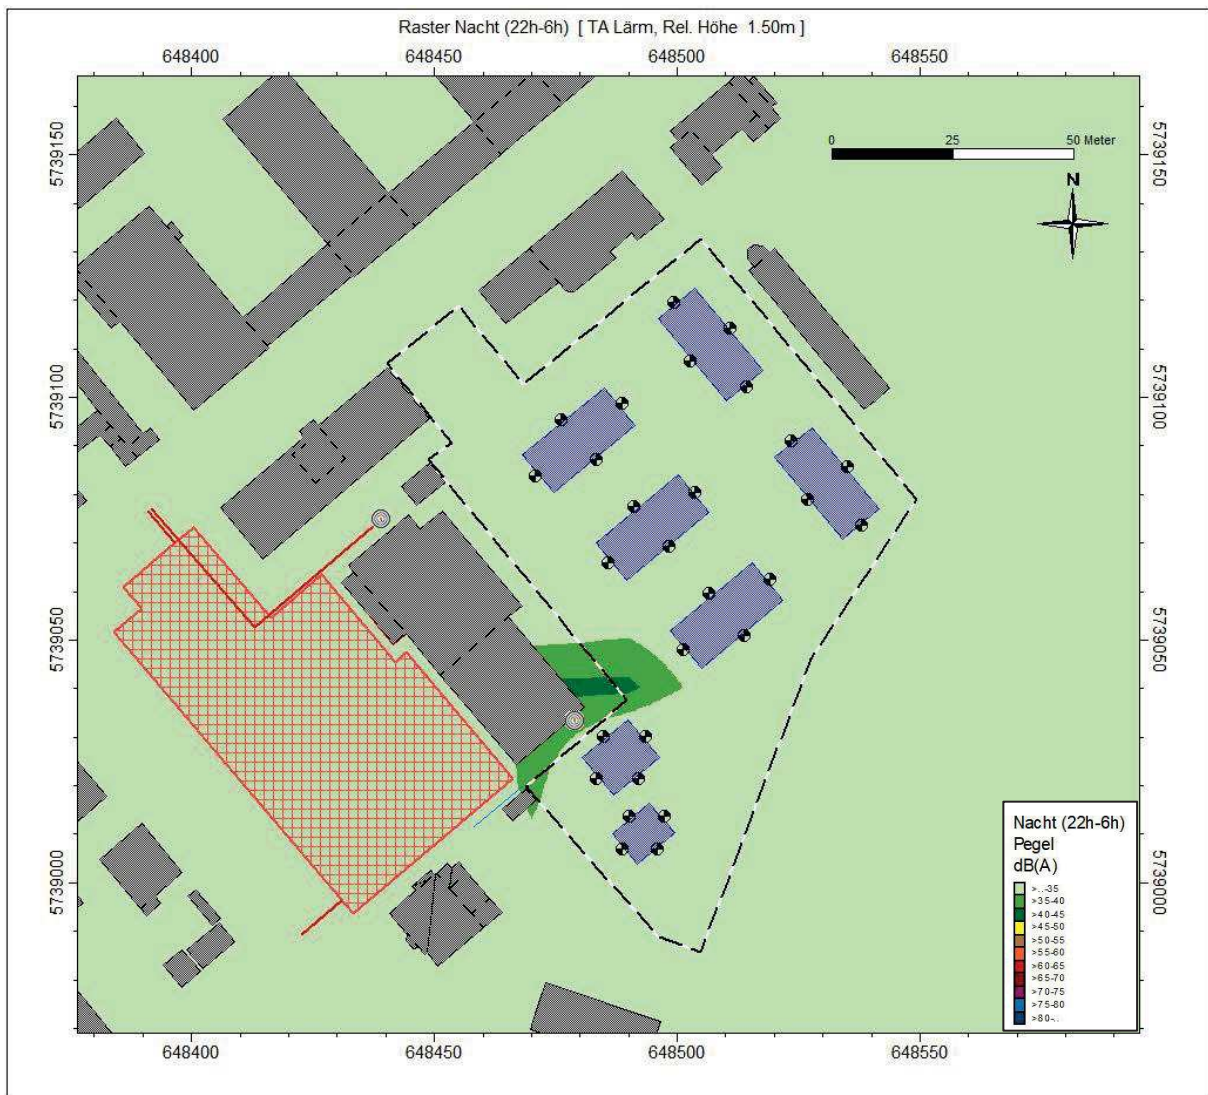 Raster Nacht (22h-6h) [ TA Lärm, Rel. Höhe 1.50m ]
648400 648450 648500 648550
5739150
5739100
5739050
5739000
0 25 50 Meter
N
5739150
5739100
5739050
5739000
Nacht (22h-6h)
Pegel
dB(A)
>..-35
>35-40
>40-45
>45-50
>50-55
>55-60
>60-65
>65-70
>70-75
>75-80
>80-..
648400 648450 648500 648550